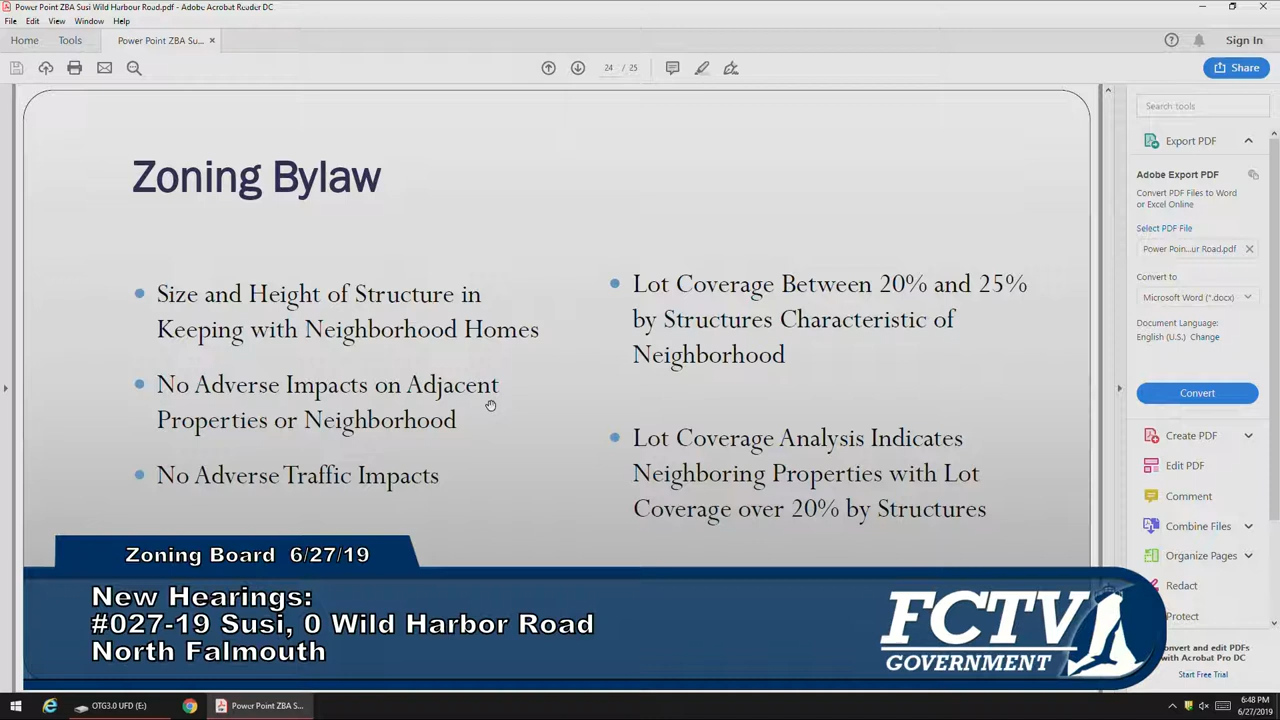 Power Point ZBA Susi Wild Harbour Road.pdf - Adobe Acrobat Reader DC
File Edit View Window Help
Home Tools Power Point ZBA Su... × Sign In
24 / 25 Share
Zoning Bylaw
Size and Height of Structure in
Keeping with Neighborhood Homes
No Adverse Impacts on Adjacent
Properties or Neighborhood
No Adverse Traffic Impacts
Lot Coverage Between 20% and 25%
by Structures Characteristic of
Neighborhood
Lot Coverage Analysis Indicates
Neighboring Properties with Lot
Coverage over 20% by Structures
Search tools
Export PDF
Adobe Export PDF
Convert PDF Files to Word
or Excel Online
Select PDF File
Power Poin...ur Road.pdf
Convert to
Microsoft Word (*.docx)
Document Language:
English (U.S.) Change
Convert
Create PDF
Edit PDF
Comment
Combine Files
Organize Pages
Redact
Protect
Convert and edit PDFs
with Acrobat Pro DC
Start Free Trial
Zoning Board 6/27/19
New Hearings:
#027-19 Susi, 0 Wild Harbor Road
North Falmouth
FCTV
GOVERNMENT
OTG3.0 UFD (E:) Power Point ZBA S...
6:48 PM
6/27/2019